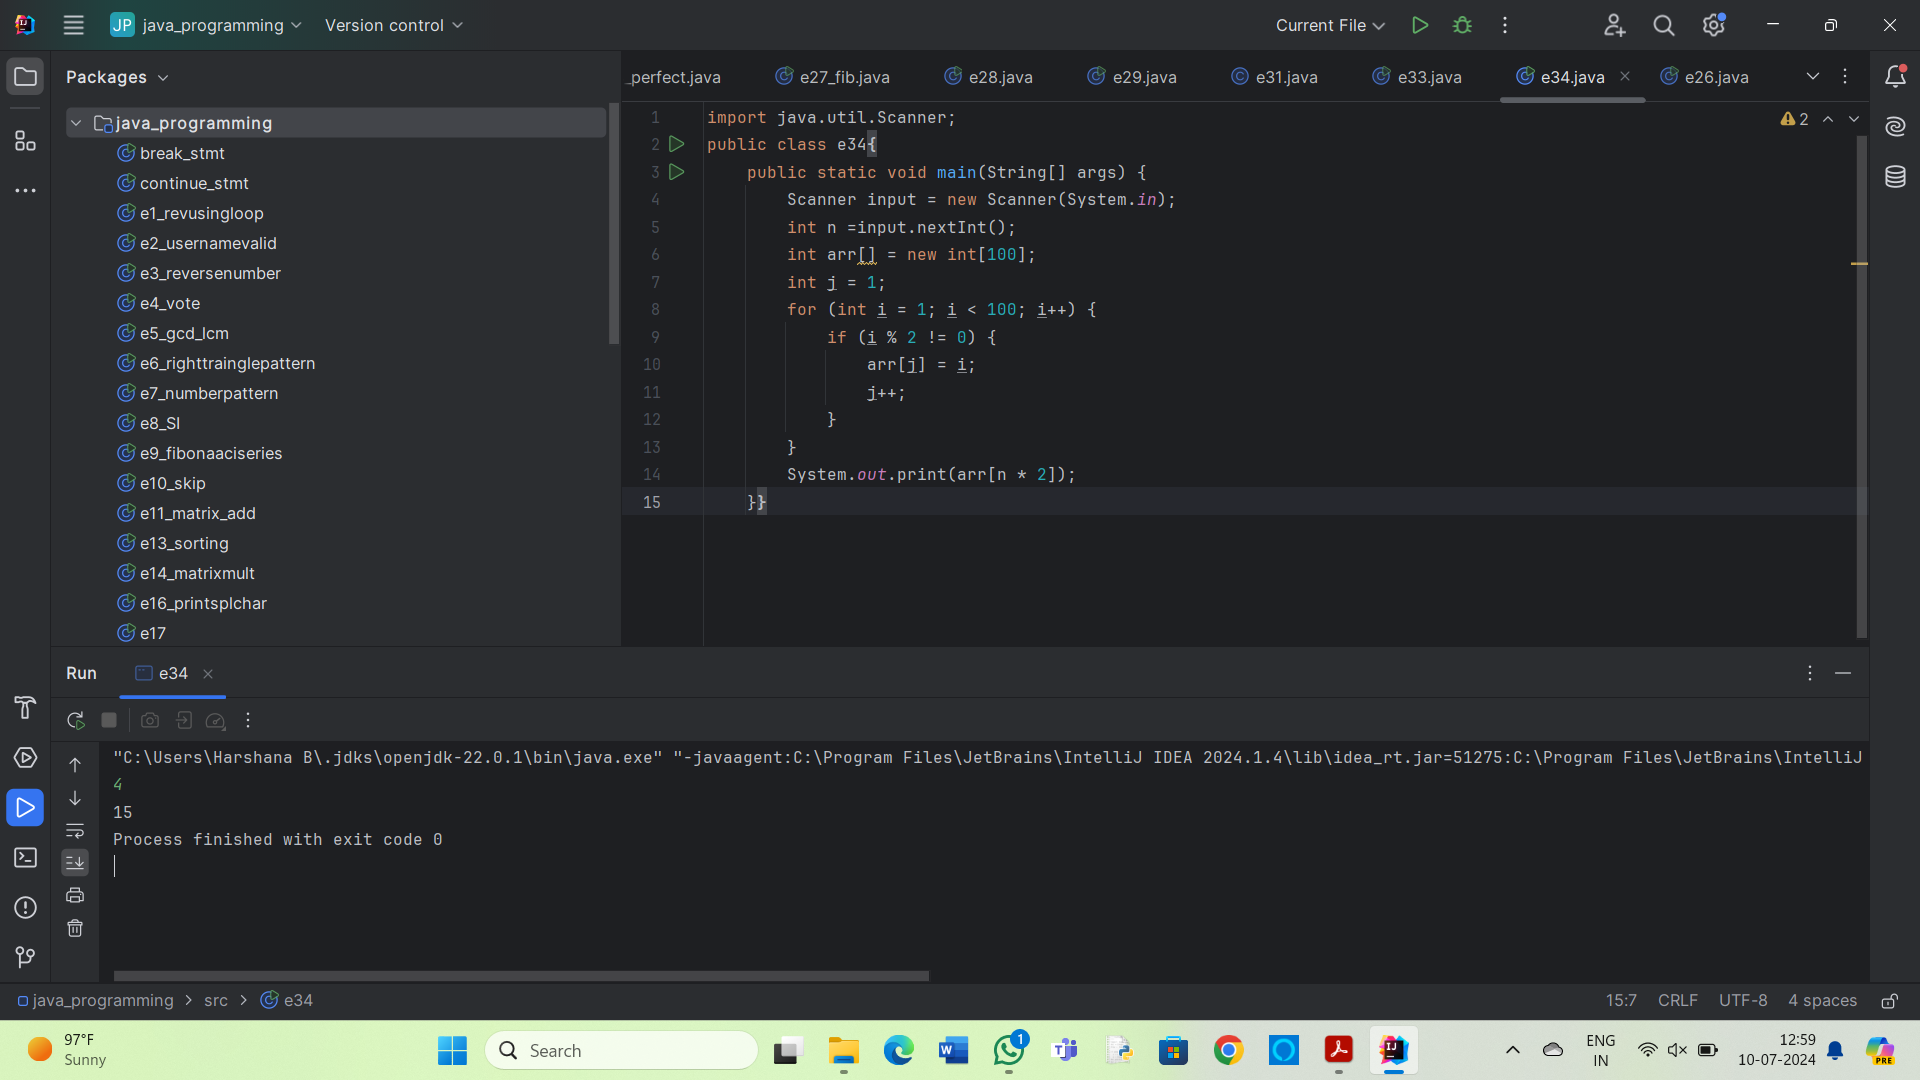 JP java_programming Version control Current File
Packages
_perfect.java e27_fib.java e28.java e29.java e31.java e33.java e34.java e26.java
java_programming
break_stmt
continue_stmt
e1_revusingloop
e2_usernamevalid
e3_reversenumber
e4_vote
e5_gcd_lcm
e6_righttrainglepattern
e7_numberpattern
e8_SI
e9_fibonaaciseries
e10_skip
e11_matrix_add
e13_sorting
e14_matrixmult
e16_printsplchar
e17
2
1 import java.util.Scanner;
2 public class e34{
3 public static void main(String[] args) {
4 Scanner input = new Scanner(System.in);
5 int n =input.nextInt();
6 int arr[] = new int[100];
7 int j = 1;
8 for (int i = 1; i < 100; i++) {
9 if (i % 2 != 0) {
10 arr[j] = i;
11 j++;
12 }
13 }
14 System.out.print(arr[n * 2]);
15 }}
Run e34
"C:\Users\Harshana B\.jdks\openjdk-22.0.1\bin\java.exe" "-javaagent:C:\Program Files\JetBrains\IntelliJ IDEA 2024.1.4\lib\idea_rt.jar=51275:C:\Program Files\JetBrains\IntelliJ
4
15
Process finished with exit code 0
java_programming > src > e34 15:7 CRLF UTF-8 4 spaces
97°F
Sunny
Search
1
ENG
IN
12:59
10-07-2024
PRE